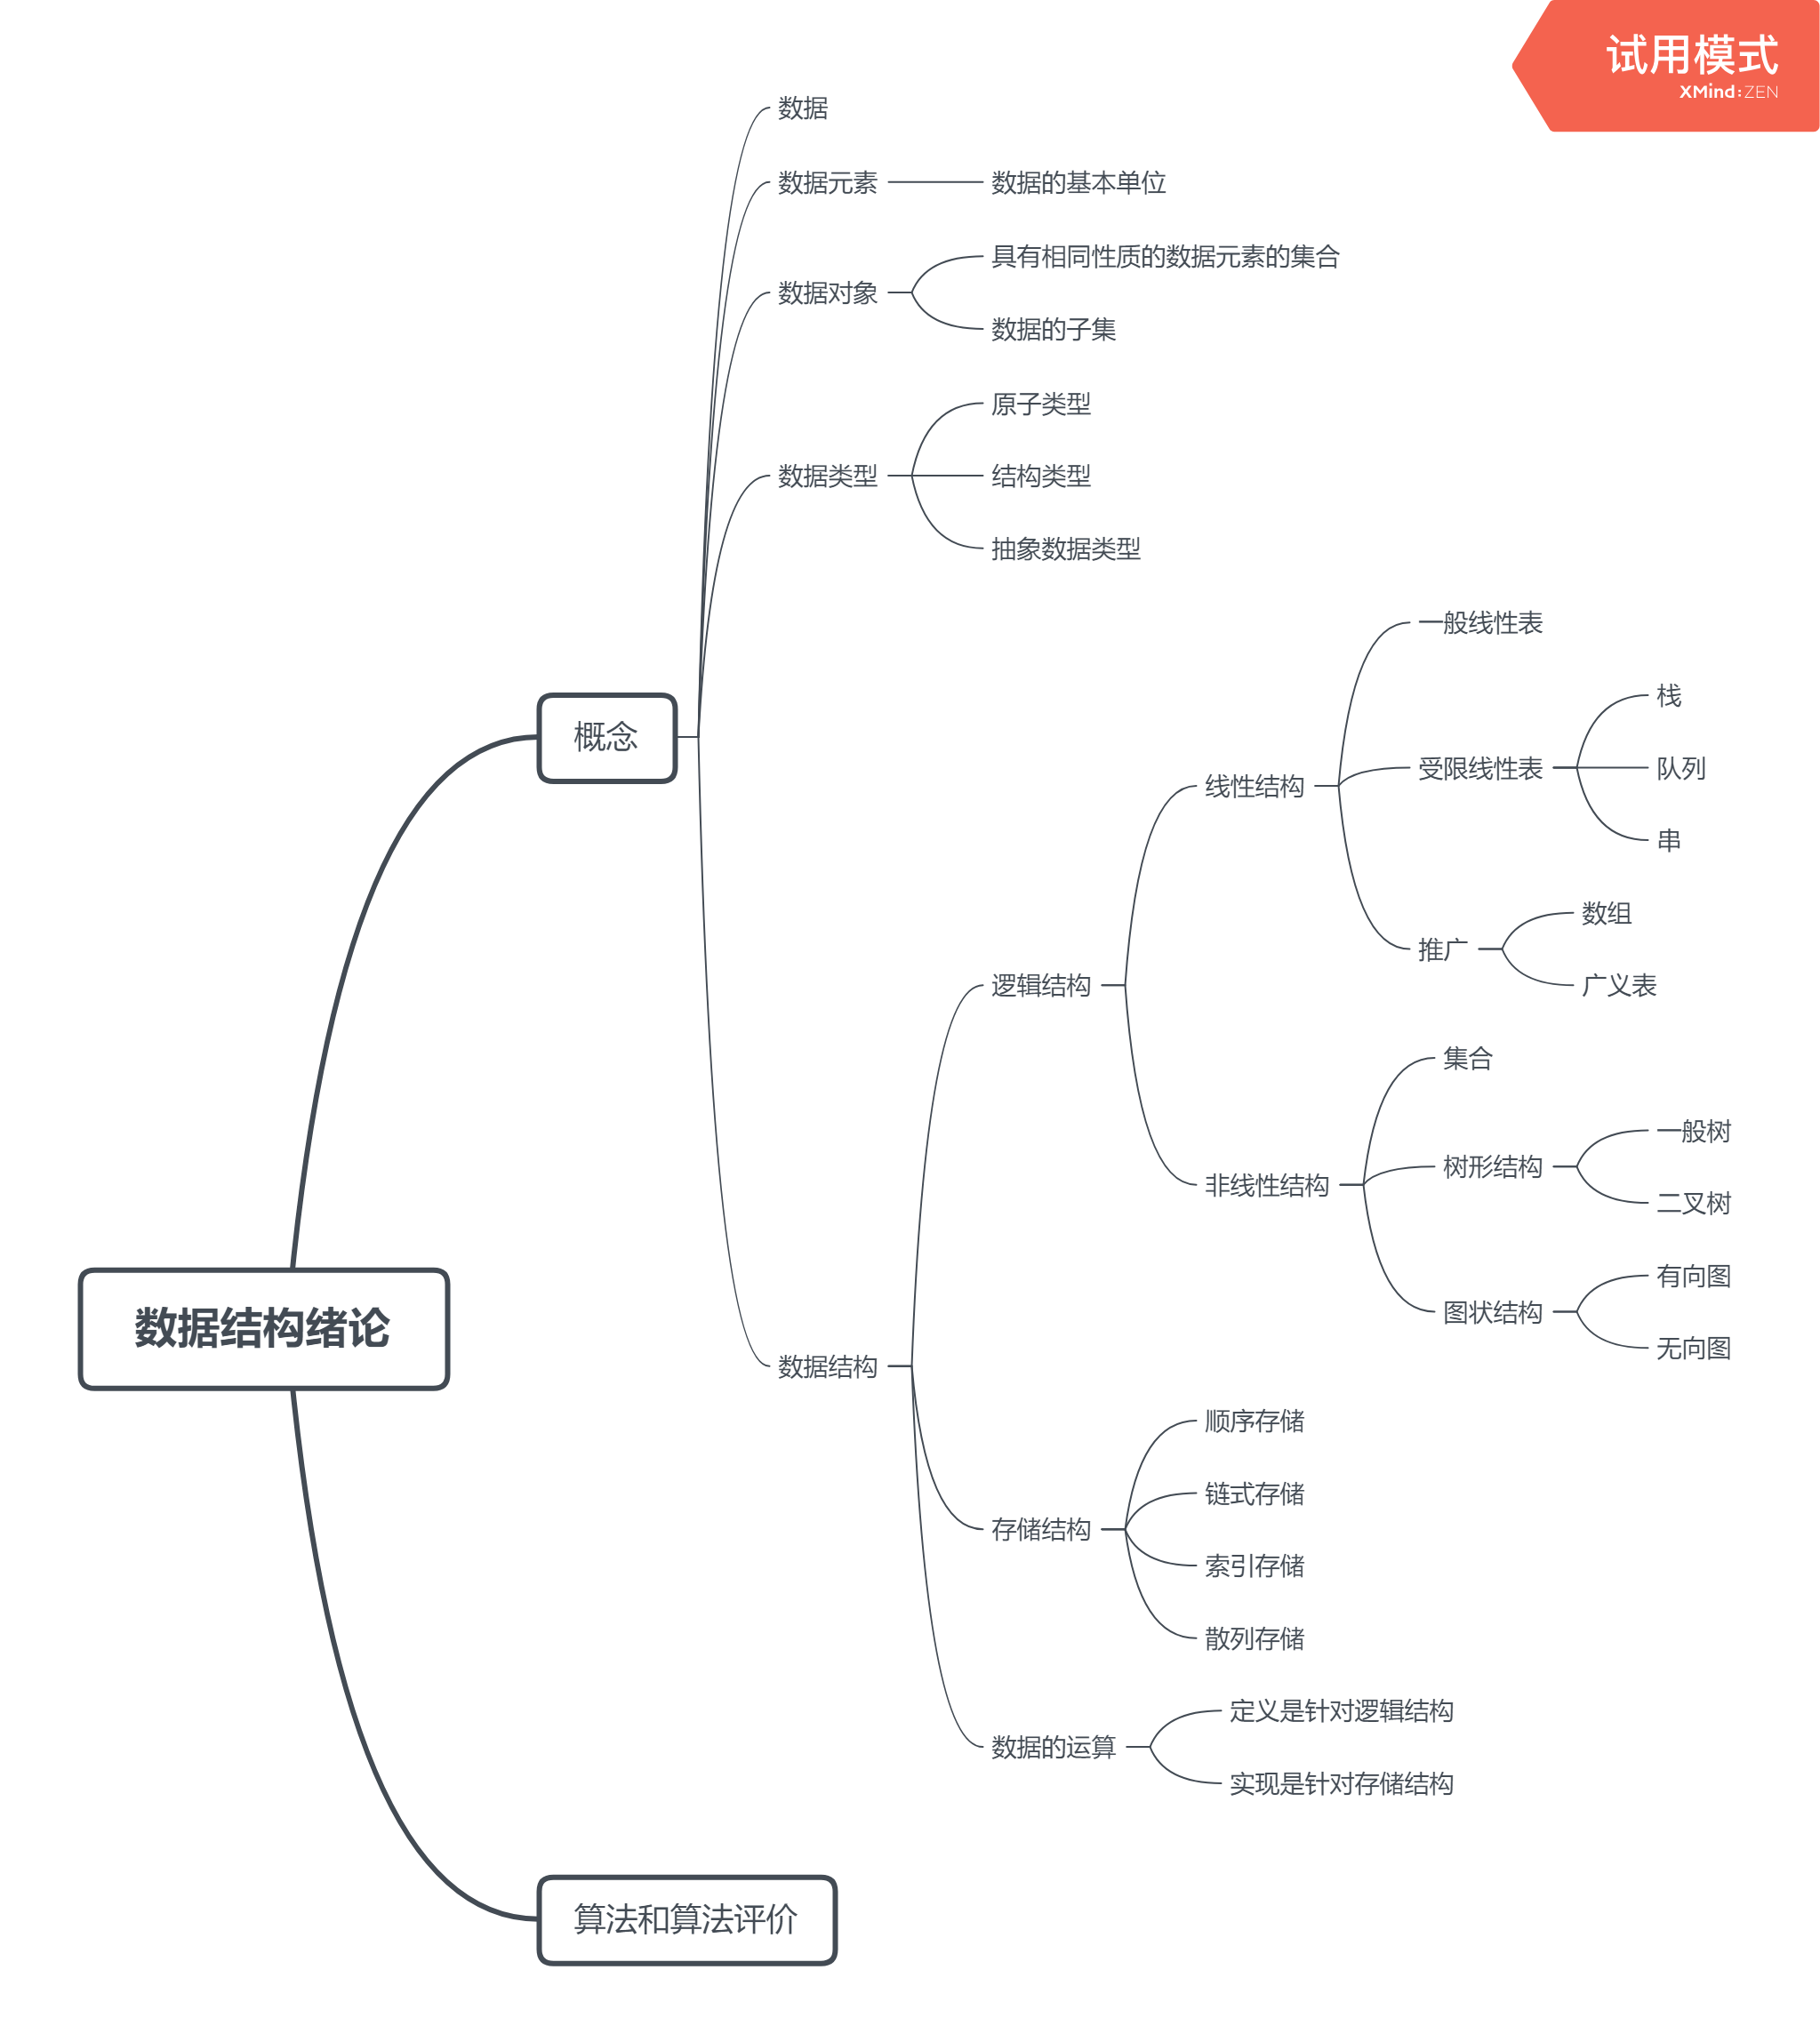 试用模式
XMind:ZEN
数据结构绪论
概念
数据
数据元素
数据的基本单位
数据对象
具有相同性质的数据元素的集合
数据的子集
数据类型
原子类型
结构类型
抽象数据类型
数据结构
逻辑结构
线性结构
一般线性表
受限线性表
栈
队列
串
推广
数组
广义表
非线性结构
集合
树形结构
一般树
二叉树
图状结构
有向图
无向图
存储结构
顺序存储
链式存储
索引存储
散列存储
数据的运算
定义是针对逻辑结构
实现是针对存储结构
算法和算法评价